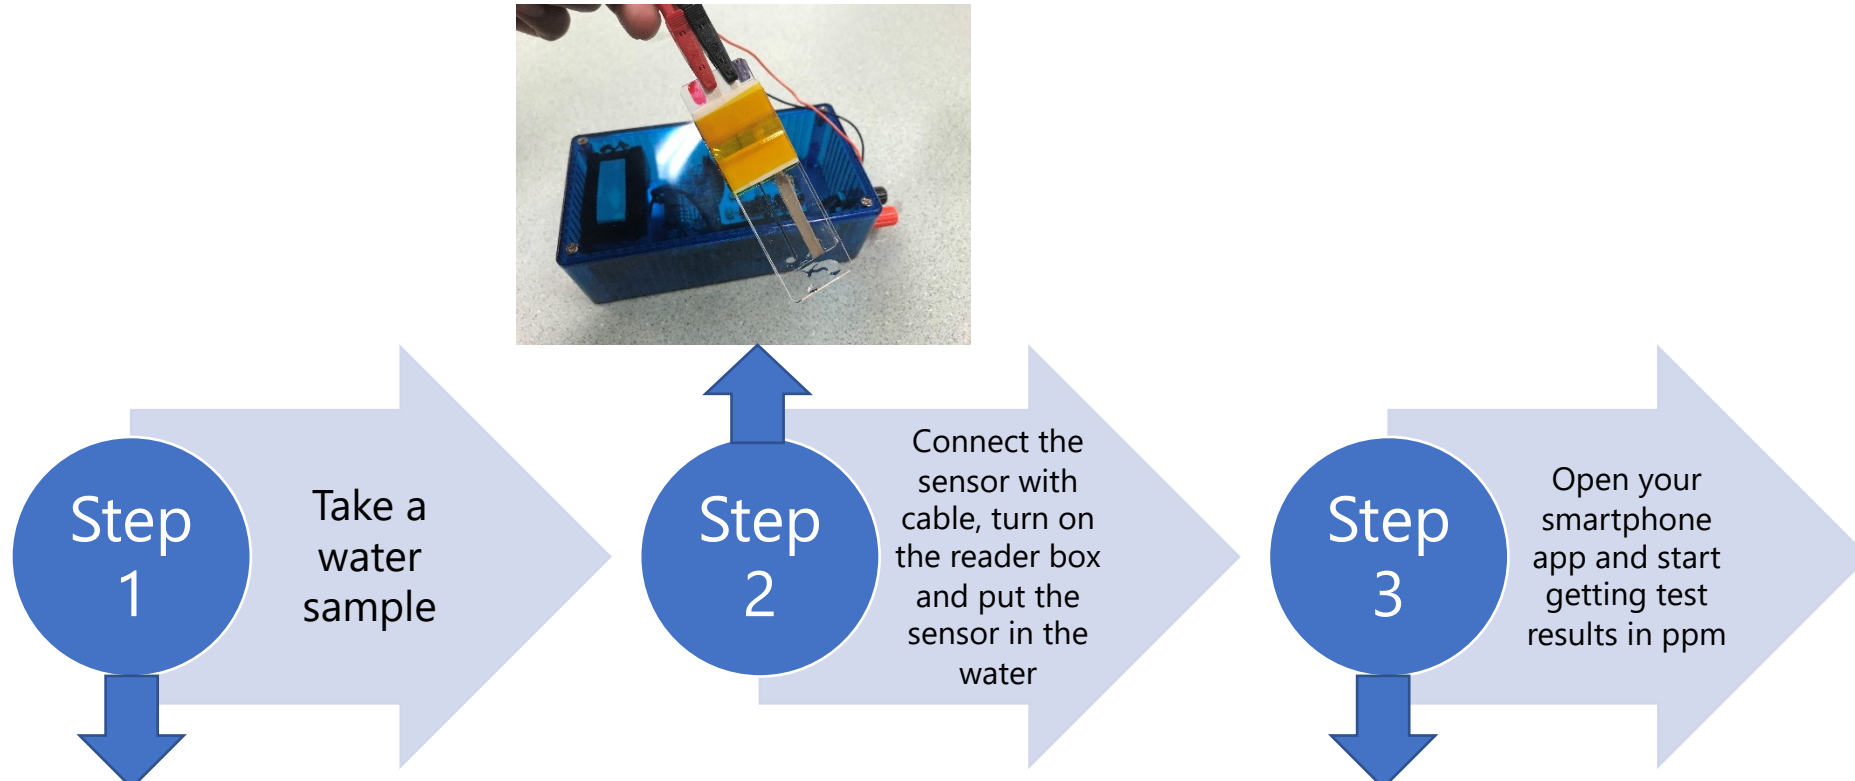 Step
1
Take a
water
sample
Step
2
Connect the
sensor with
cable, turn on
the reader box
and put the
sensor in the
water
Step
3
Open your
smartphone
app and start
getting test
results in ppm